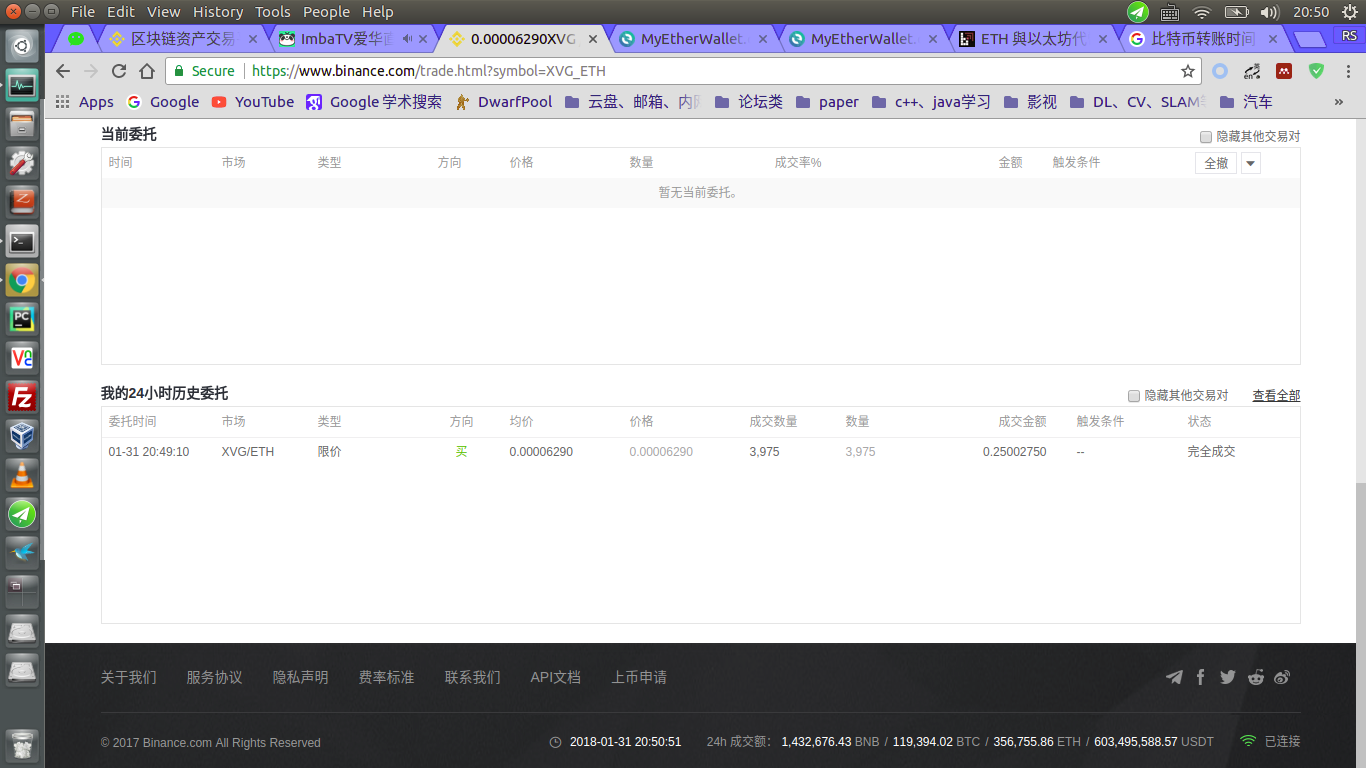 File Edit View History Tools People Help 20:50
区块链资产交易 ImbaTV爱华 0.00006290XVG MyEtherWallet. MyEtherWallet. ETH 與以太坊代 比特币转账时间 RS
Secure https://www.binance.com/trade.html?symbol=XVG_ETH
Apps Google YouTube Google 学术搜索 DwarfPool 云盘、邮箱、内网 论坛类 paper c++、java学习 影视 DL、CV、SLAM 汽车 »
当前委托 隐藏其他交易对
时间 市场 类型 方向 价格 数量 成交率% 金额 触发条件 全撤
暂无当前委托。
我的24小时历史委托 隐藏其他交易对 查看全部
委托时间 市场 类型 方向 均价 价格 成交数量 数量 成交金额 触发条件 状态
01-31 20:49:10 XVG/ETH 限价 买 0.00006290 0.00006290 3,975 3,975 0.25002750 -- 完全成交
关于我们 服务协议 隐私声明 费率标准 联系我们 API文档 上币申请
© 2017 Binance.com All Rights Reserved 2018-01-31 20:50:51 24h 成交额： 1,432,676.43 BNB / 119,394.02 BTC / 356,755.86 ETH / 603,495,588.57 USDT 已连接